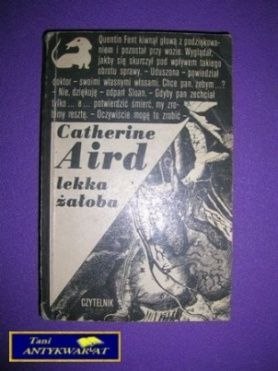 Quentin Fent kiwnął głową z podziękowa-
niem i pozostał przy wozie. Wyglądał,
jakby się skurczył pod wpływem takiego
obrotu sprawy. - Uduszona - powiedział
doktor - swoimi własnymi włosami. Chce pan, żebym...?
- Nie, dziękuję - odparł Sloan. - Gdyby pan zechciał
tylko... a... potwierdzić śmierć, my zro-
bimy resztę. - Oczywiście mogę to zrobić -
Catherine
Aird
lekka
żałoba
CZYTELNIK
Tani
ANTYKWARIAT